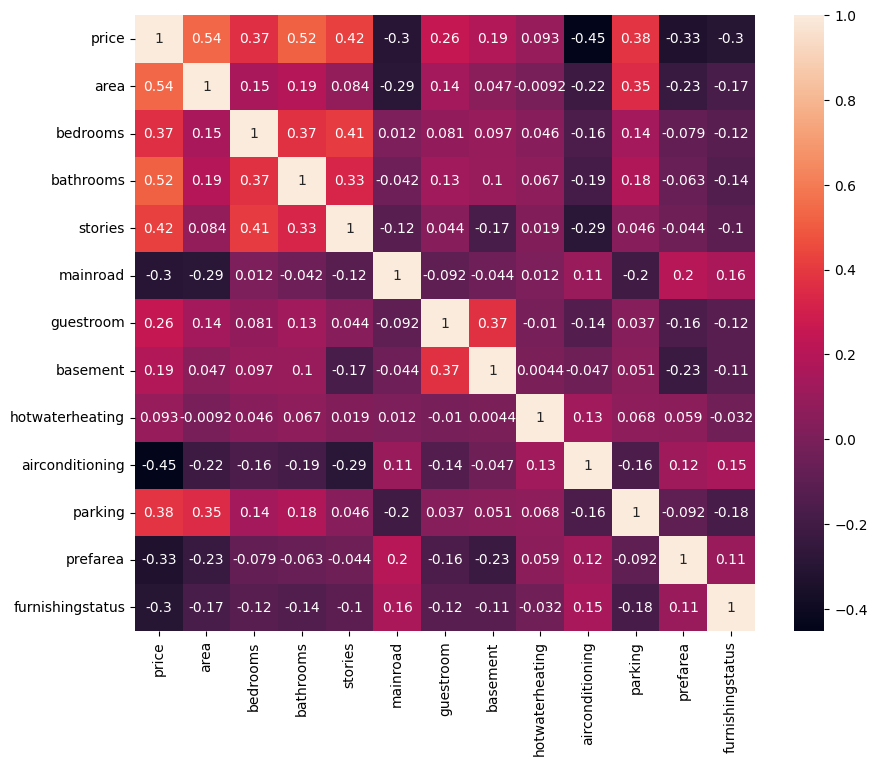 price 1 0.54 0.37 0.52 0.42 -0.3 0.26 0.19 0.093 -0.45 0.38 -0.33 -0.3
area 0.54 1 0.15 0.19 0.084 -0.29 0.14 0.047 -0.0092 -0.22 0.35 -0.23 -0.17
bedrooms 0.37 0.15 1 0.37 0.41 0.012 0.081 0.097 0.046 -0.16 0.14 -0.079 -0.12
bathrooms 0.52 0.19 0.37 1 0.33 -0.042 0.13 0.1 0.067 -0.19 0.18 -0.063 -0.14
stories 0.42 0.084 0.41 0.33 1 -0.12 0.044 -0.17 0.019 -0.29 0.046 -0.044 -0.1
mainroad -0.3 -0.29 0.012 -0.042 -0.12 1 -0.092 -0.044 0.012 0.11 -0.2 0.2 0.16
guestroom 0.26 0.14 0.081 0.13 0.044 -0.092 1 0.37 -0.01 -0.14 0.037 -0.16 -0.12
basement 0.19 0.047 0.097 0.1 -0.17 -0.044 0.37 1 0.0044 -0.047 0.051 -0.23 -0.11
hotwaterheating 0.093 -0.0092 0.046 0.067 0.019 0.012 -0.01 0.0044 1 0.13 0.068 0.059 -0.032
airconditioning -0.45 -0.22 -0.16 -0.19 -0.29 0.11 -0.14 -0.047 0.13 1 -0.16 0.12 0.15
parking 0.38 0.35 0.14 0.18 0.046 -0.2 0.037 0.051 0.068 -0.16 1 -0.092 -0.18
prefarea -0.33 -0.23 -0.079 -0.063 -0.044 0.2 -0.16 -0.23 0.059 0.12 -0.092 1 0.11
furnishingstatus -0.3 -0.17 -0.12 -0.14 -0.1 0.16 -0.12 -0.11 -0.032 0.15 -0.18 0.11 1
price
area
bedrooms
bathrooms
stories
mainroad
guestroom
basement
hotwaterheating
airconditioning
parking
prefarea
furnishingstatus
1.0
0.8
0.6
0.4
0.2
0.0
−0.2
−0.4